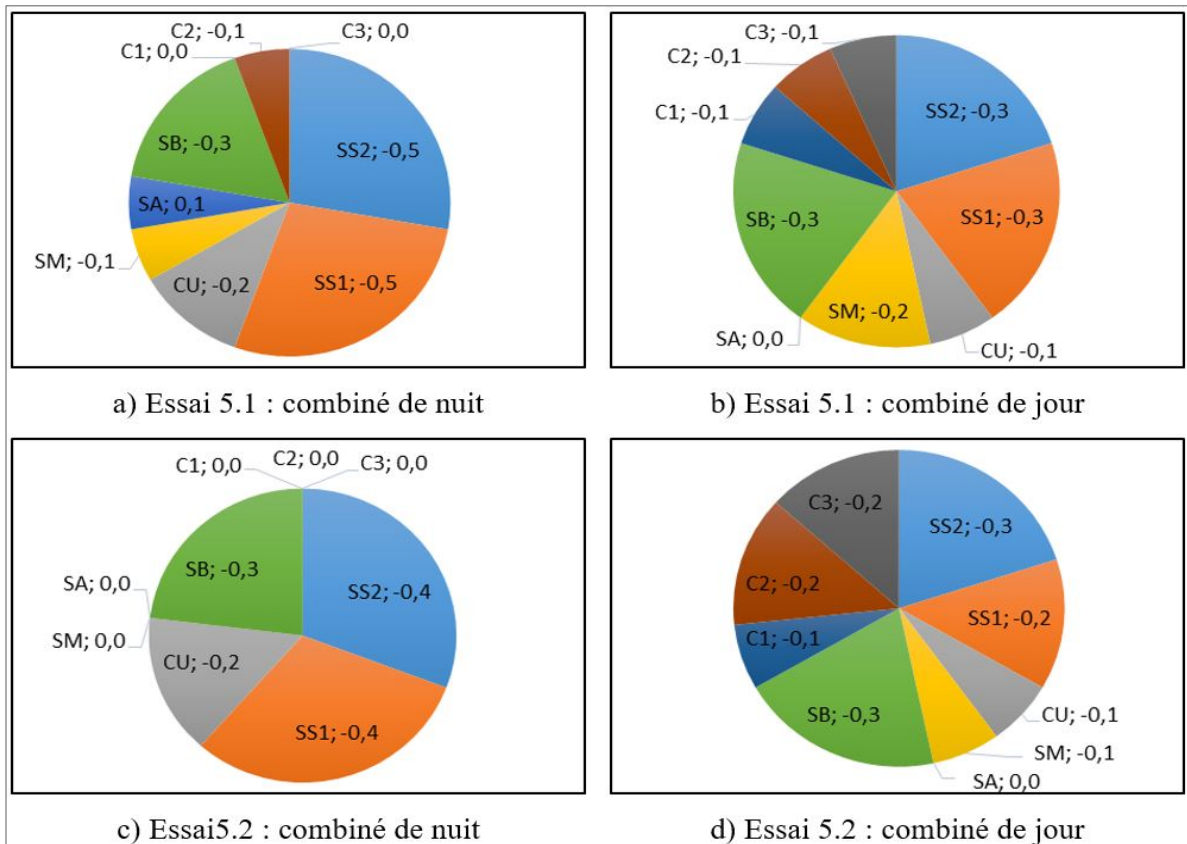 C2; -0,1
C3; 0,0
C1; 0,0
SB; -0,3
SS2; -0,5
SA; 0,1
SM; -0,1
CU; -0,2
SS1; -0,5
a) Essai 5.1 : combiné de nuit
C3; -0,1
C2; -0,1
C1; -0,1
SS2; -0,3
SB; -0,3
SS1; -0,3
SM; -0,2
SA; 0,0
CU; -0,1
b) Essai 5.1 : combiné de jour
C2; 0,0
C1; 0,0
C3; 0,0
SB; -0,3
SS2; -0,4
SA; 0,0
SM; 0,0
CU; -0,2
SS1; -0,4
c) Essai5.2 : combiné de nuit
C3; -0,2
SS2; -0,3
C2; -0,2
SS1; -0,2
C1; -0,1
SB; -0,3
CU; -0,1
SM; -0,1
SA; 0,0
d) Essai 5.2 : combiné de jour